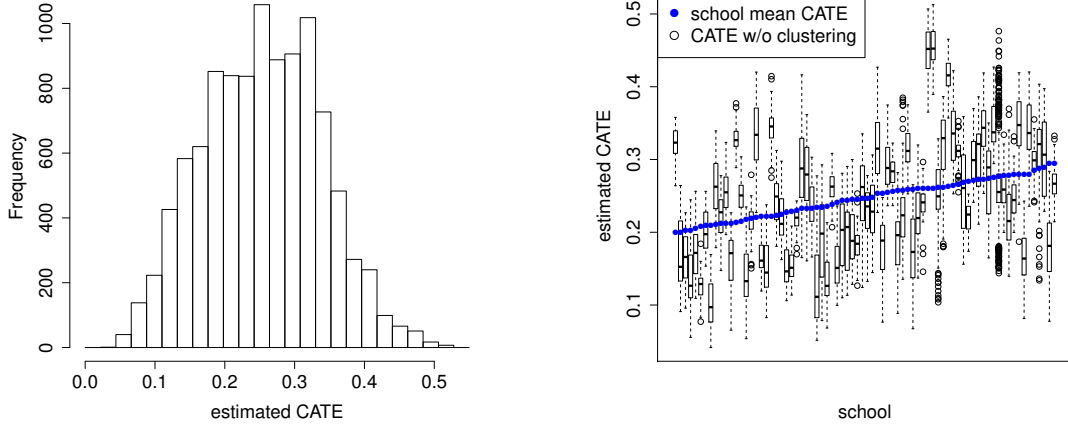 Frequency
1000
800
600
400
200
0
0.0 0.1 0.2 0.3 0.4 0.5
estimated CATE
school mean CATE
CATE w/o clustering
estimated CATE
0.5
0.4
0.3
0.2
0.1
school